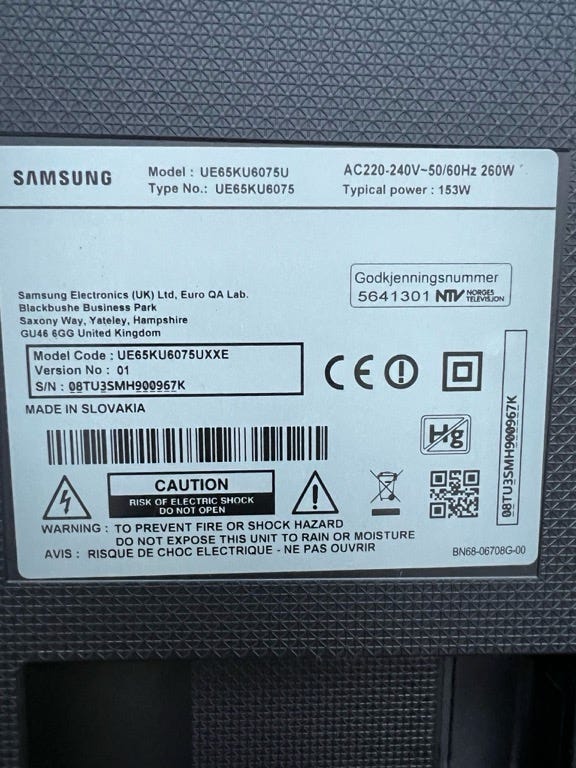 SAMSUNG
Model : UE65KU6075U
Type No.: UE65KU6075
AC220-240V~50/60Hz 260W
Typical power : 153W
Godkjenningsnummer
5641301 NTV NORGES TELEVISJON
Samsung Electronics (UK) Ltd, Euro QA Lab.
Blackbushe Business Park
Saxony Way, Yateley, Hampshire
GU46 6GG United Kingdom
Model Code : UE65KU6075UXXE
Version No : 01
S/N : 08TU3SMH900967K
MADE IN SLOVAKIA
CE
Hg
08TU3SMH900967K
CAUTION
RISK OF ELECTRIC SHOCK
DO NOT OPEN
WARNING : TO PREVENT FIRE OR SHOCK HAZARD
DO NOT EXPOSE THIS UNIT TO RAIN OR MOISTURE
AVIS : RISQUE DE CHOC ELECTRIQUE - NE PAS OUVRIR
BN68-06708G-00